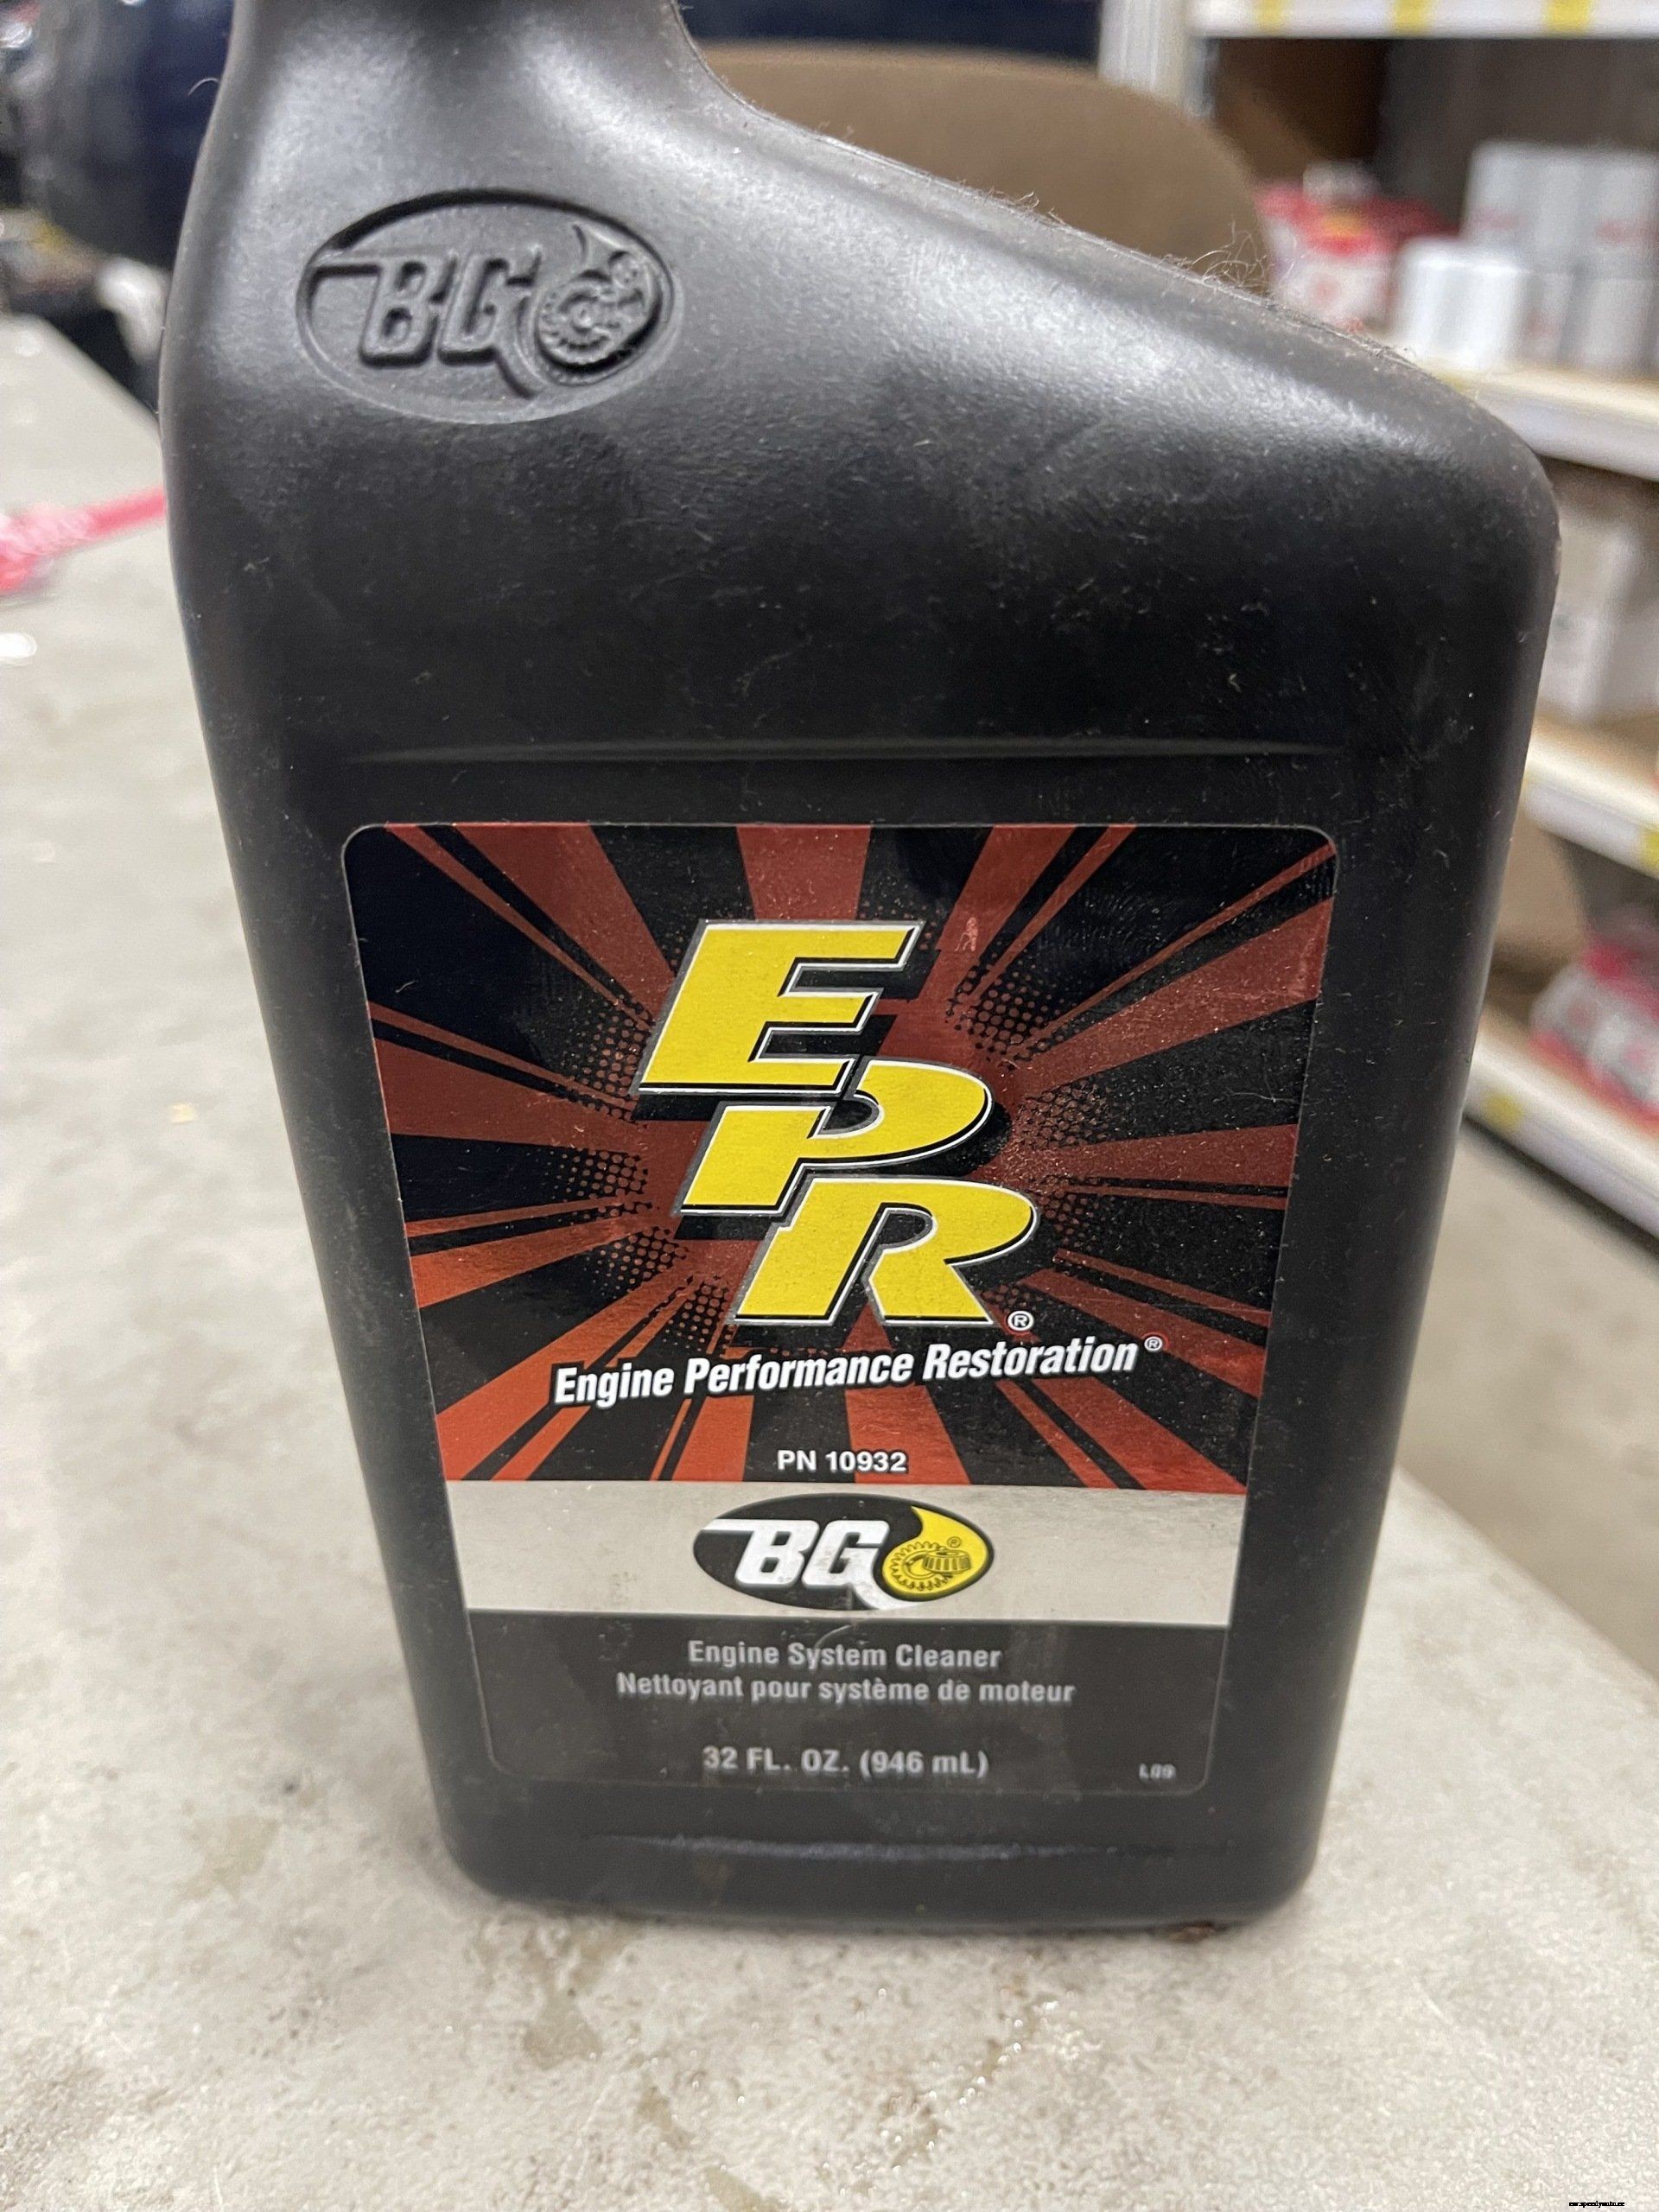 BG
E
P
R®
Engine Performance Restoration®
PN 10932
BG®
Engine System Cleaner
Nettoyant pour système de moteur
32 FL. OZ. (946 mL)
L09